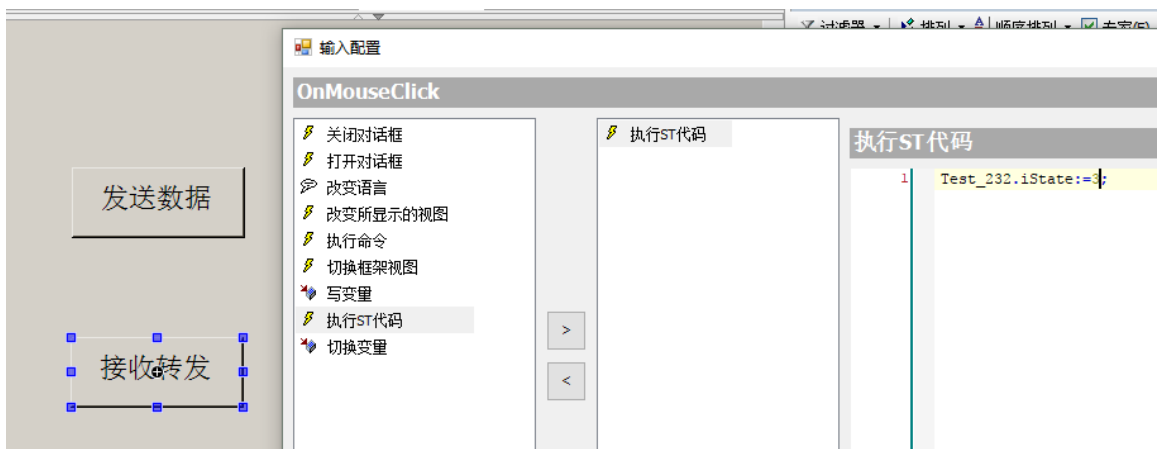 过滤器
排列
顺序排列
专家(E)
输入配置
OnMouseClick
关闭对话框
打开对话框
改变语言
改变所显示的视图
执行命令
切换框架视图
写变量
执行ST代码
切换变量
>
<
执行ST代码
执行ST代码
1 Test_232.iState:=3;
发送数据
接收转发